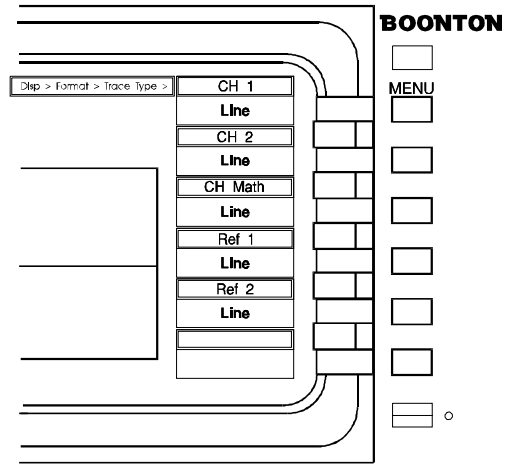 BOONTON
MENU
Disp > Format > Trace Type >
CH 1
Line
CH 2
Line
CH Math
Line
Ref 1
Line
Ref 2
Line